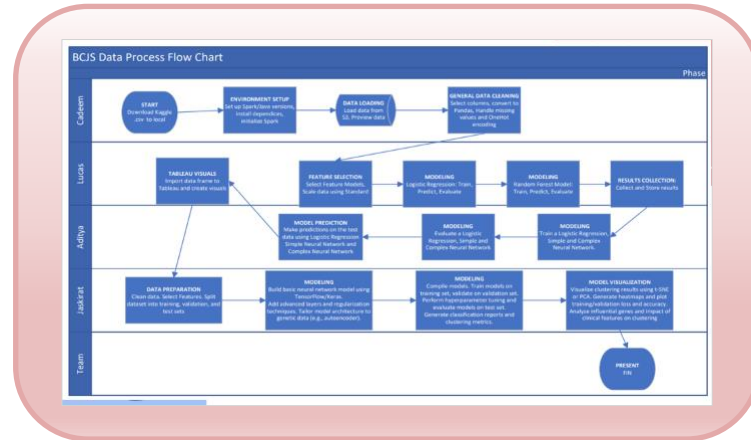 BCJS Data Process Flow Chart
Phase
Cadeem
START
Download Kaggle
.zip to local
ENVIRONMENT SETUP
Set up Spark/Java versions,
install dependices,
initialise Spark
DATA LOADING
Load data from
S3, Preview data
GENERAL DATA CLEANING
Select columns, convert to
Pandas, Handle missing
values and OneHot
encoding
Lucas
TABLEAU VISUALS
Import data frame to
Tableau and create visuals
FEATURE SELECTION
Select Feature Models,
Scale data using Standard
MODELING
Logistic Regression: Train,
Predict, Evaluate
MODELING
Random Forest Model:
Train, Predict, Evaluate
RESULTS COLLECTION:
Collect and Store results
Aditya
MODEL PREDICTION
Make predictions on the test
data using Logistic Regression
Simple Neural Network and
Complex Neural Network
MODELING
Evaluate a Logistic
Regression, Simple and
Complex Neural Network
MODELING
Train a Logistic Regression,
Simple and Complex
Neural Network.
Jaskirat
DATA PREPARATION
Clean data. Select Features. Split
dataset into training, validation, and
test sets
MODELING
Build basic neural network model using
TensorFlow/Keras.
Add advanced layers and regularization
techniques. Tailor model architecture to
genetic data (e.g., autoencoder).
MODELING
Compile models. Train models on
training set, validate on validation set.
Perform hyperparameter tuning and
evaluate models on test set.
Generate classification reports and
clustering metrics.
MODEL VISUALIZATION
Visualize clustering results using t-SNE
or PCA. Generate heatmaps and plot
training/validation loss and accuracy.
Analyze influential genes and impact of
clinical features on clustering
Team
PRESENT
FIN